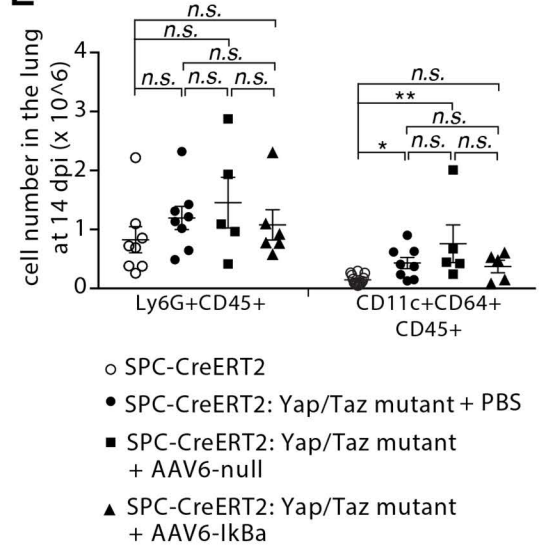 n.s.
n.s.
n.s.
n.s. n.s. n.s.
n.s.
**
n.s.
* n.s. n.s.
cell number in the lung
at 14 dpi (x 10^6)
4
3
2
1
0
Ly6G+CD45+
CD11c+CD64+
CD45+
SPC-CreERT2
SPC-CreERT2: Yap/Taz mutant + PBS
SPC-CreERT2: Yap/Taz mutant
+ AAV6-null
SPC-CreERT2: Yap/Taz mutant
+ AAV6-IkBa